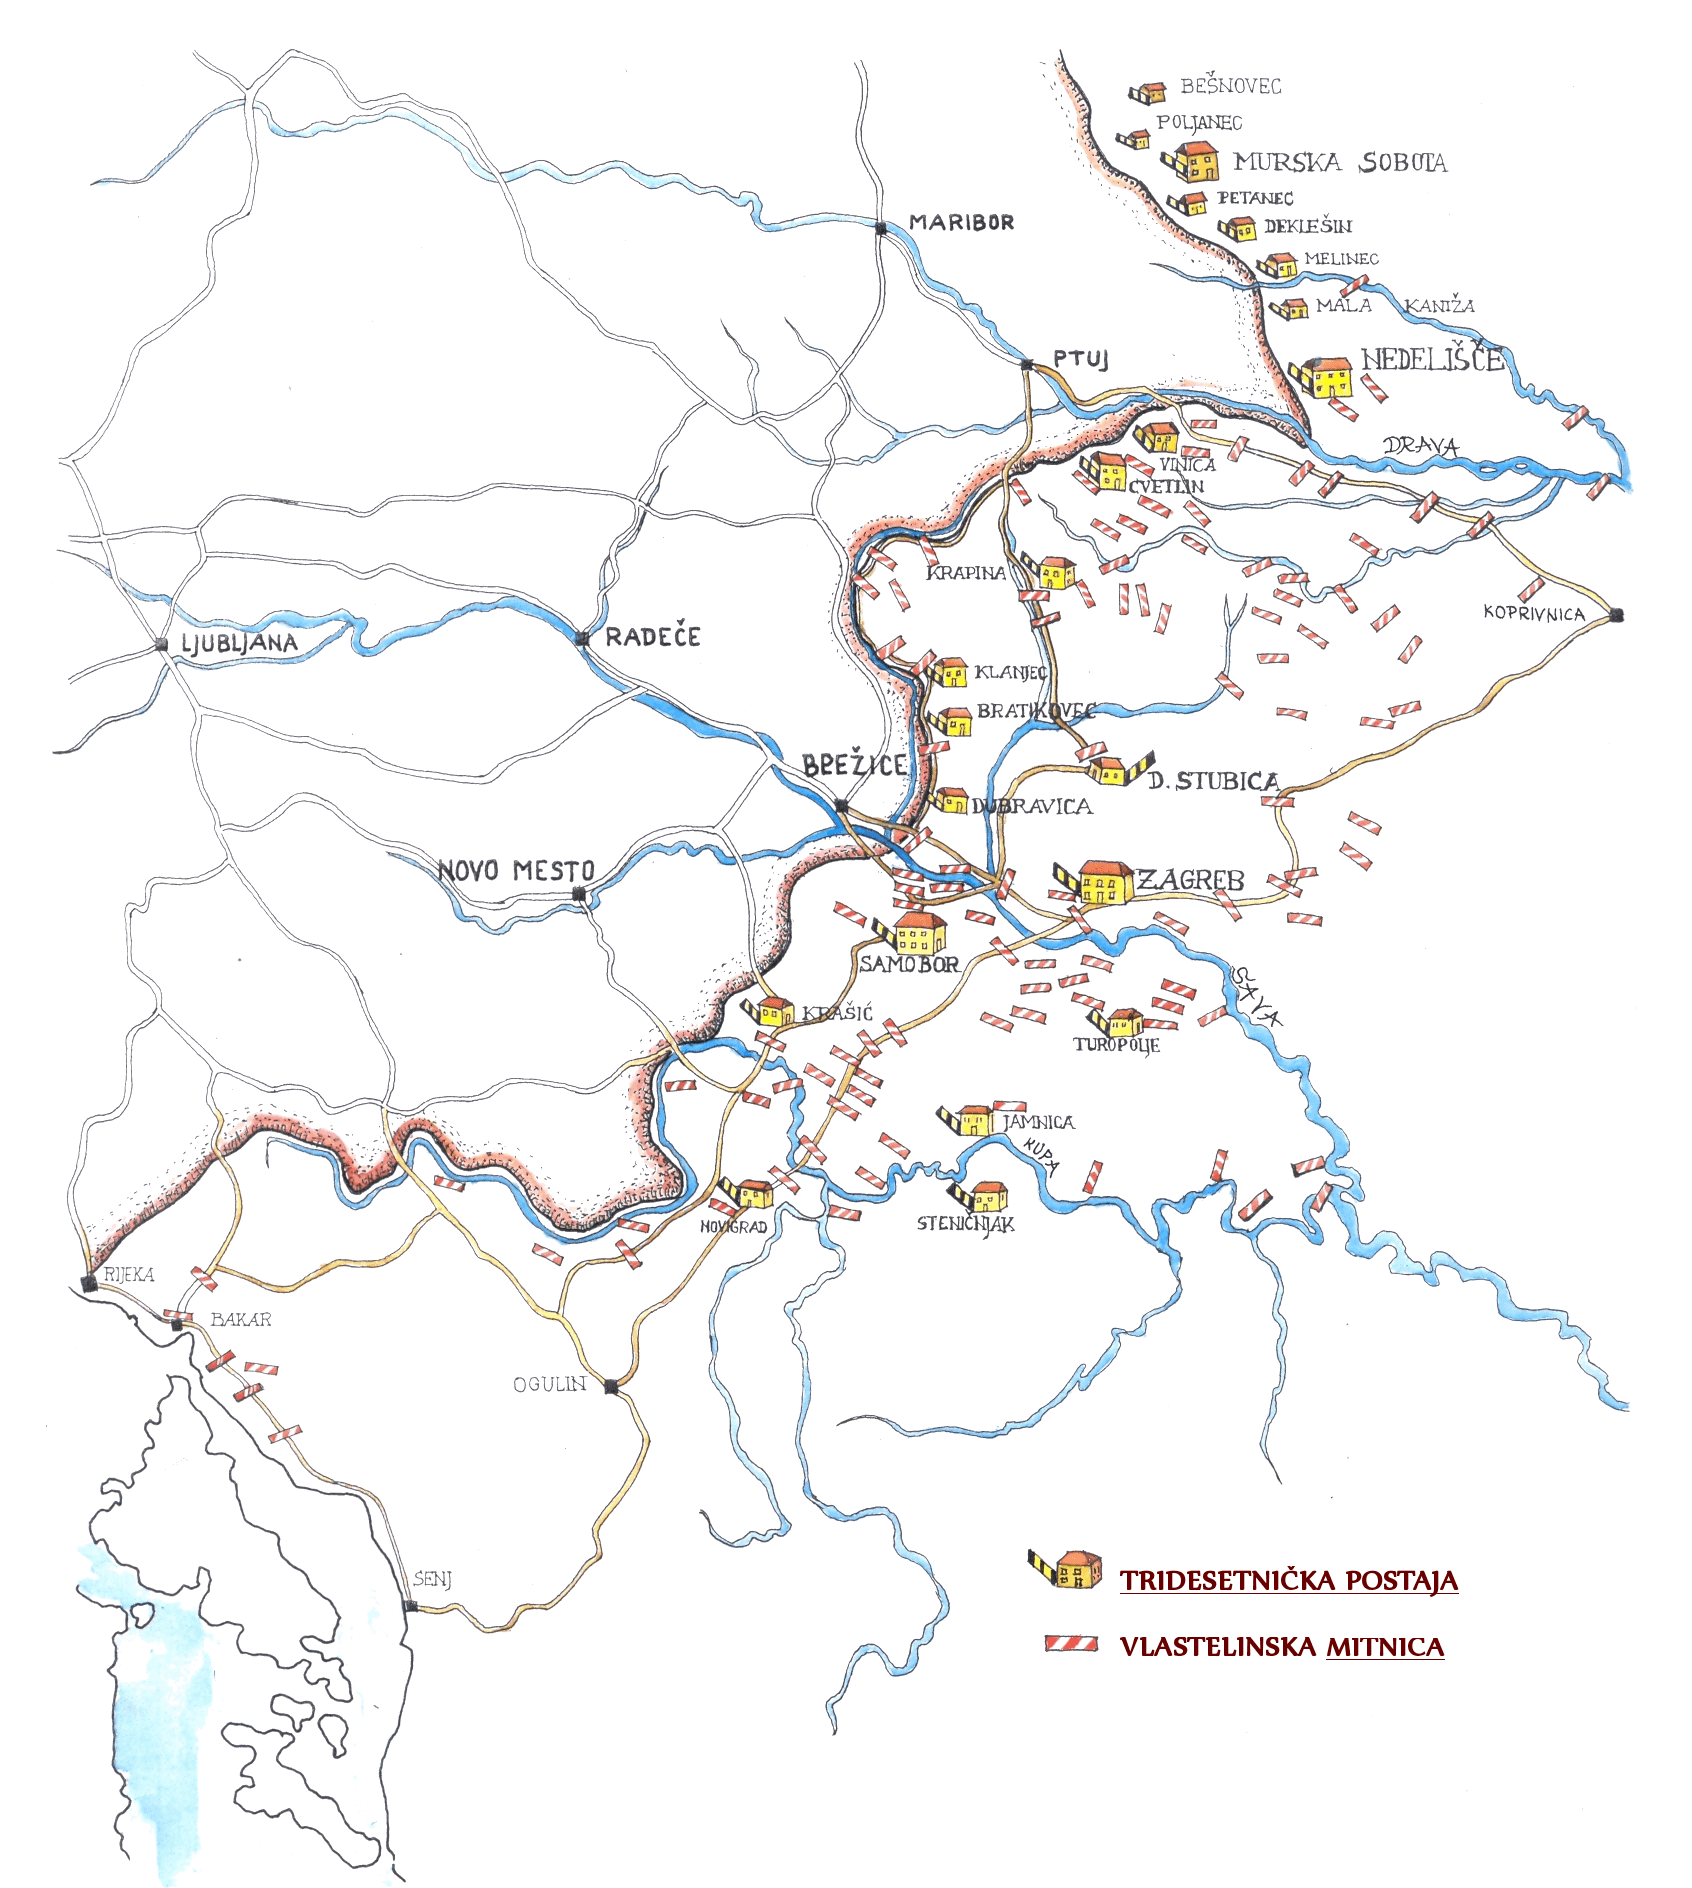 BEŠNOVEC
POLJANEC
MURSKA SOBOTA
PETANEC
DEKLEŠIN
MARIBOR
MELINEC
MALA KANIŽA
NEDELIŠČE
PTUJ
DRAVA
VINICA
CVETLIN
KRAPINA
KOPRIVNICA
LJUBLJANA
RADEČE
KLANJEC
BRATIKOVEC
BREŽICE
D. STUBICA
DUBRAVICA
NOVO MESTO
ZAGREB
SAMOBOR
SAVA
KRAŠIĆ
TUROPOLJE
JAMNICA
KUPA
NOVIGRAD
STENIČNJAK
RIJEKA
BAKAR
OGULIN
SENJ
TRIDESETNIČKA POSTAJA
VLASTELINSKA MITNICA